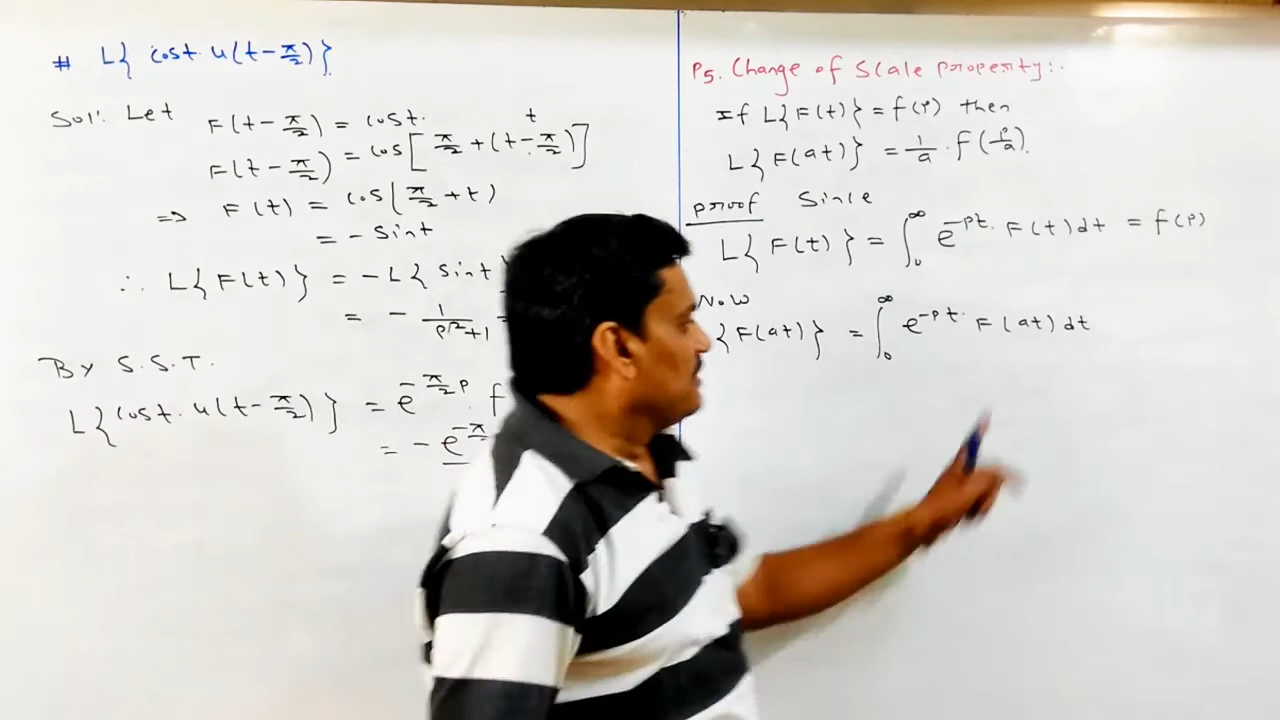 # L{ cost. u(t-π/2)}
Sol: Let F(t-π/2) = cost.
F(t-π/2) = cos[π/2+(t-π/2)] t
=> F(t) = cos(π/2+t)
= -sint
∴ L{F(t)} = -L{sint
= - 1/p²+1
By S.S.T.
L{cost. u(t-π/2)} = e^-π/2 p. f
= -e^-π/2
P5. Change of Scale property:-
If L{F(t)} = f(p) then
L{F(at)} = 1/a . f(p/a).
proof Since
L{F(t)} = ∫₀^∞ e^-pt. F(t)dt = f(p)
Now
{F(at)} = ∫₀^∞ e^-pt. F(at)dt